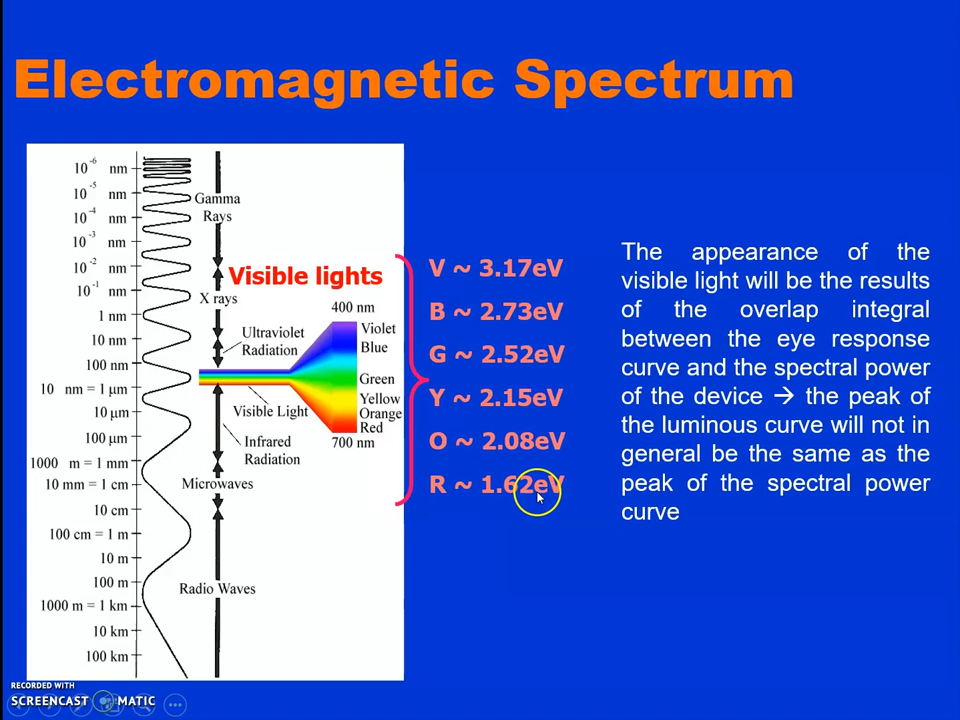 Electromagnetic Spectrum
10⁻⁶ nm
10⁻⁵ nm
10⁻⁴ nm
10⁻³ nm
10⁻² nm
10⁻¹ nm
1 nm
10 nm
100 nm
10 nm = 1 µm
10 µm
100 µm
1000 m = 1 mm
10 mm = 1 cm
10 cm
100 cm = 1 m
10 m
100 m
1000 m = 1 km
10 km
100 km
Gamma
Rays
Visible lights
X rays
Ultraviolet
Radiation
Visible Light
Infrared
Radiation
Microwaves
Radio Waves
400 nm
Violet
Blue
Green
Yellow
Orange
Red
700 nm
V ~ 3.17eV
B ~ 2.73eV
G ~ 2.52eV
Y ~ 2.15eV
O ~ 2.08eV
R ~ 1.62eV
The appearance of the
visible light will be the results
of the overlap integral
between the eye response
curve and the spectral power
of the device → the peak of
the luminous curve will not in
general be the same as the
peak of the spectral power
curve
RECORDED WITH
SCREENCAST MATIC